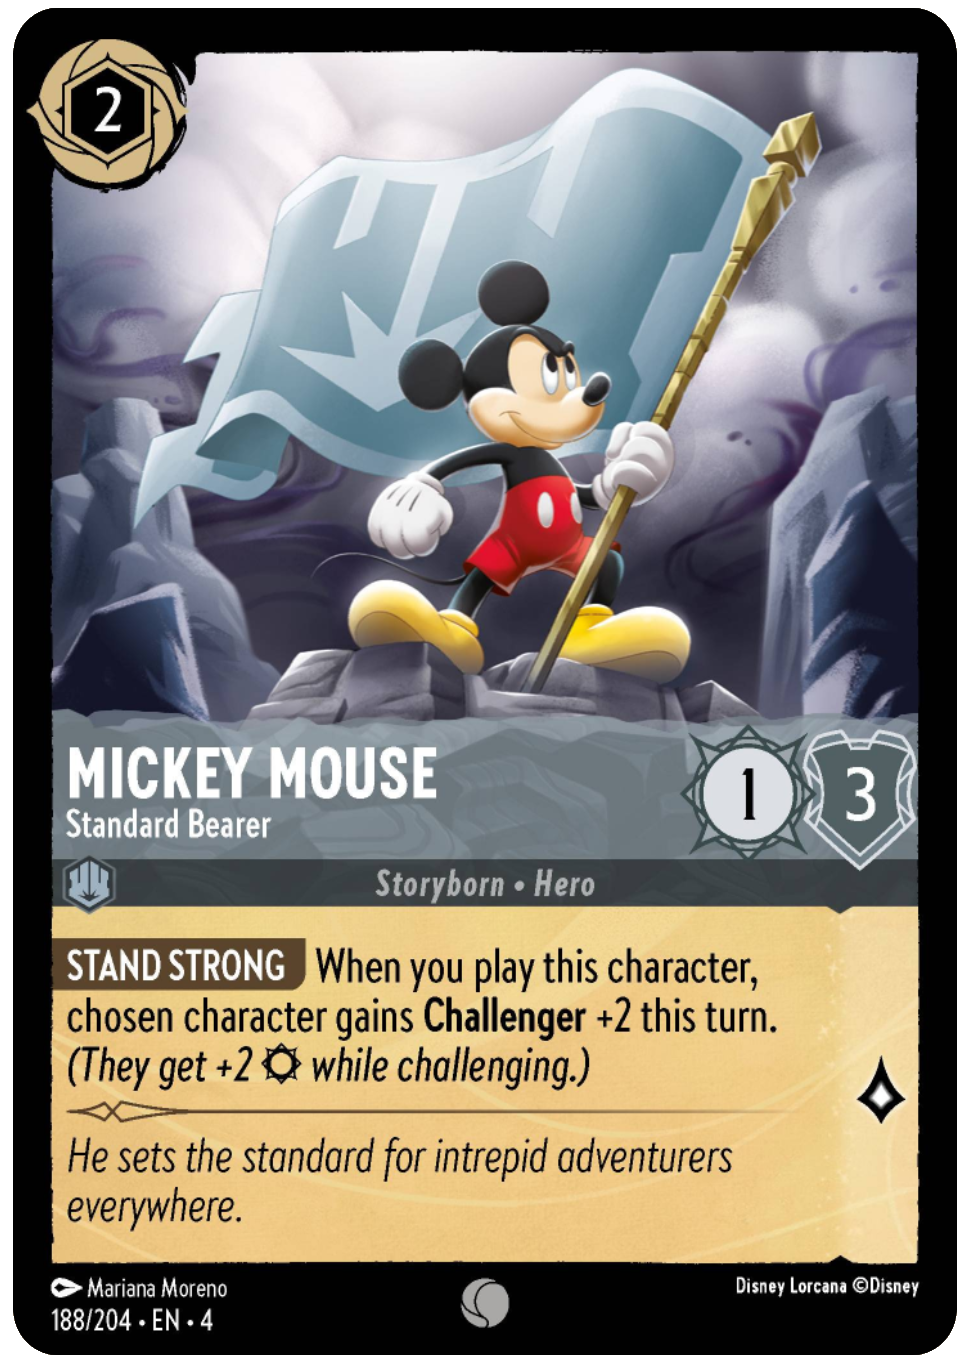 2
MICKEY MOUSE
Standard Bearer
1
3
Storyborn • Hero
STAND STRONG When you play this character,
chosen character gains Challenger +2 this turn.
(They get +2 while challenging.)
He sets the standard for intrepid adventurers
everywhere.
Mariana Moreno
188/204 • EN • 4
Disney Lorcana ©Disney